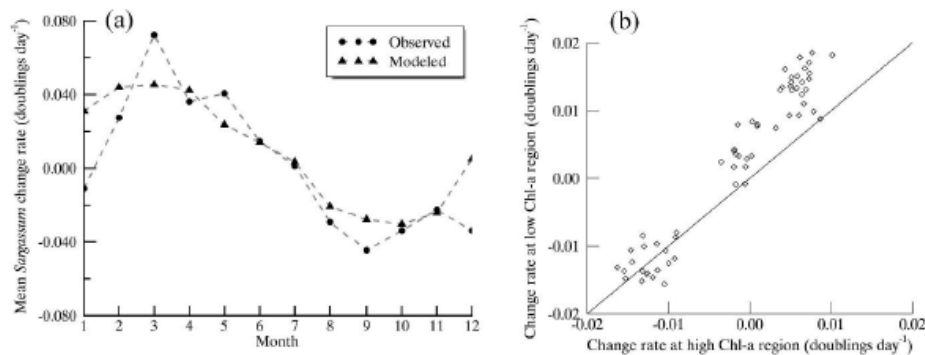 (a)
Observed
Modeled
Mean Sargassum change rate (doublings day⁻¹)
0.080
0.040
0.000
-0.040
-0.080
1 2 3 4 5 6 7 8 9 10 11 12
Month
(b)
Change rate at low Chl-a region (doublings day⁻¹)
0.02
0.01
0.00
-0.01
-0.02
-0.02 -0.01 0.00 0.01 0.02
Change rate at high Chl-a region (doublings day⁻¹)